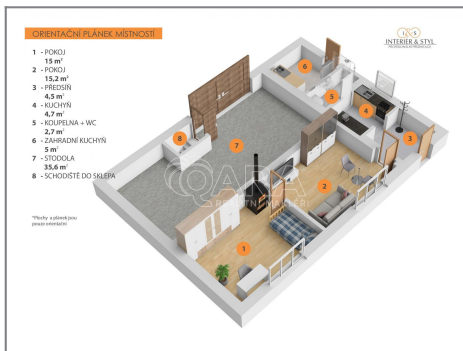 ORIENTAČNÍ PLÁNEK MÍSTNOSTÍ
I&S
INTERIER & STYL
1 - POKOJ
15 m²
2 - POKOJ
15,2 m²
3 - PŘEDSÍŇ
4,5 m²
4 - KUCHYŇ
4,7 m²
5 - KOUPELNA + WC
2,7 m²
6 - ZAHRADNÍ KUCHYŇ
5 m²
7 - STODOLA
35,6 m²
8 - SCHODIŠTĚ DO SKLEPA
*Plochy a plánek jsou
pouze orientační
6
5
4
3
8
7
2
1
QARA
REALITNÍ MAKLÉŘI